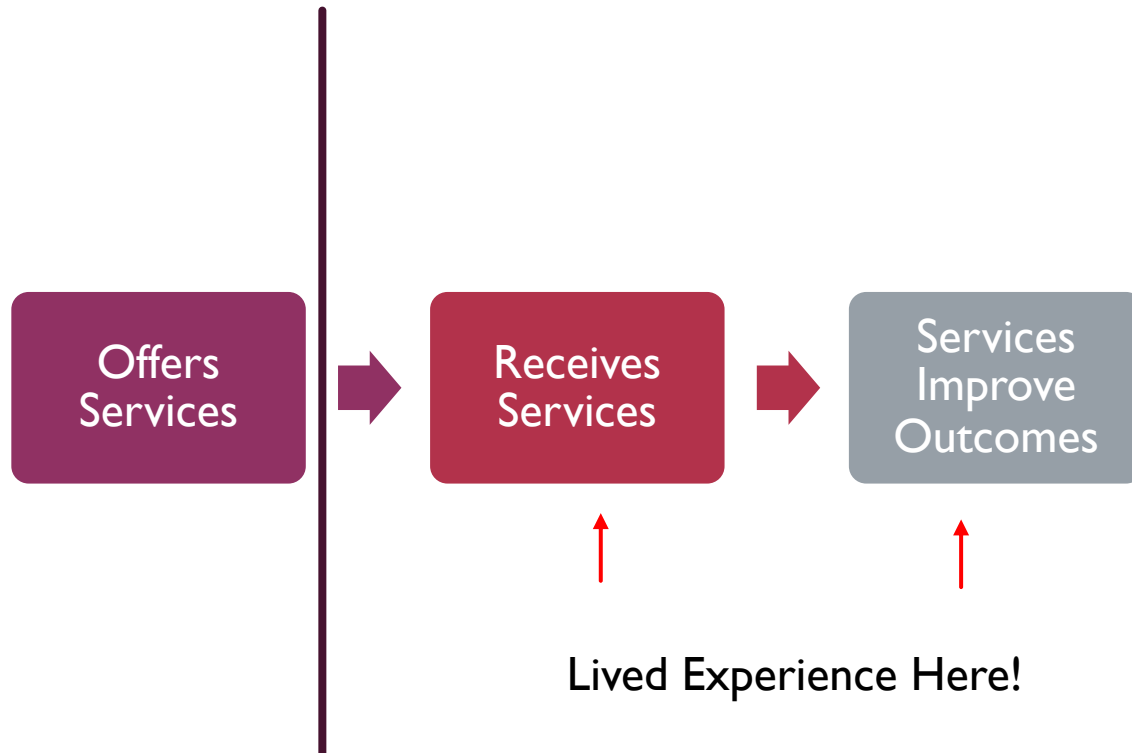 Offers
Services
Receives
Services
Services
Improve
Outcomes
Lived Experience Here!